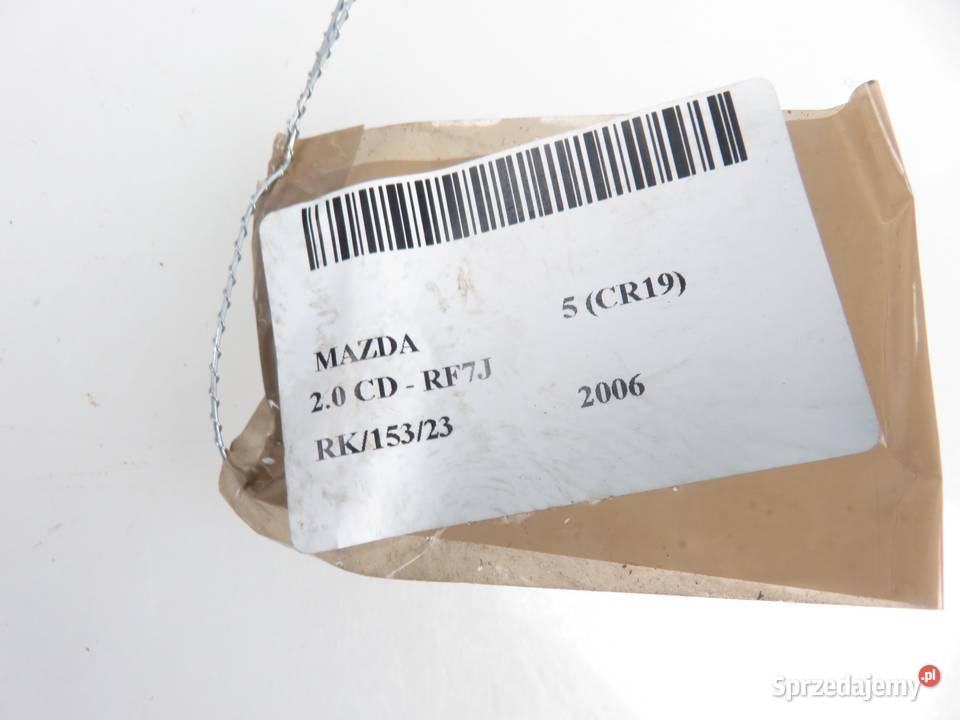 5 (CR19)
MAZDA
2.0 CD - RF7J
2006
RK/153/23
Sprzedajemy.pl